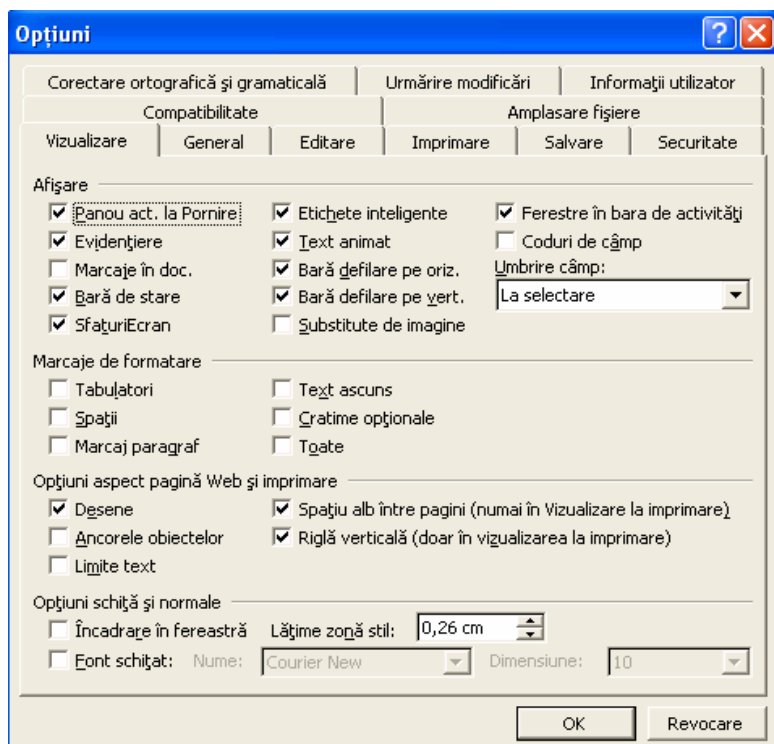 Opțiuni
Corectare ortografică și gramaticală Urmărire modificări Informații utilizator
Compatibilitate Amplasare fișiere
Vizualizare General Editare Imprimare Salvare Securitate
Afișare
Panou act. la Pornire Etichete inteligente Ferestre în bara de activități
Evidențiere Text animat Coduri de câmp
Marcaje în doc. Bară defilare pe oriz. Umbrire câmp:
Bară de stare Bară defilare pe vert. La selectare
SfaturiEcran Substitute de imagine
Marcaje de formatare
Tabulatori Text ascuns
Spații Cratime opționale
Marcaj paragraf Toate
Opțiuni aspect pagină Web și imprimare
Desene Spațiu alb între pagini (numai în Vizualizare la imprimare)
Ancorele obiectelor Riglă verticală (doar în vizualizarea la imprimare)
Limite text
Opțiuni schiță și normale
Încadrare în fereastră Lățime zonă stil: 0,26 cm
Font schițat: Nume: Courier New Dimensiune: 10
OK Revocare